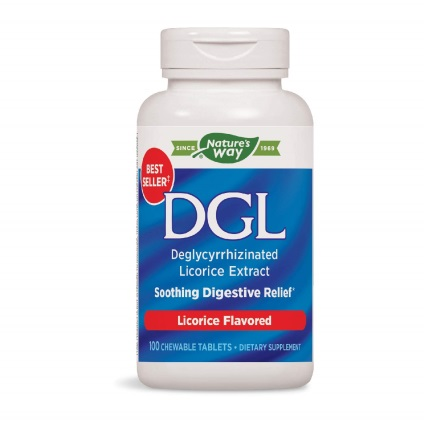 SINCE Nature's Way 1969
BEST SELLER‡
DGL
Deglycyrrhizinated
Licorice Extract
Soothing Digestive Relief*
Licorice Flavored
100 CHEWABLE TABLETS • DIETARY SUPPLEMENT